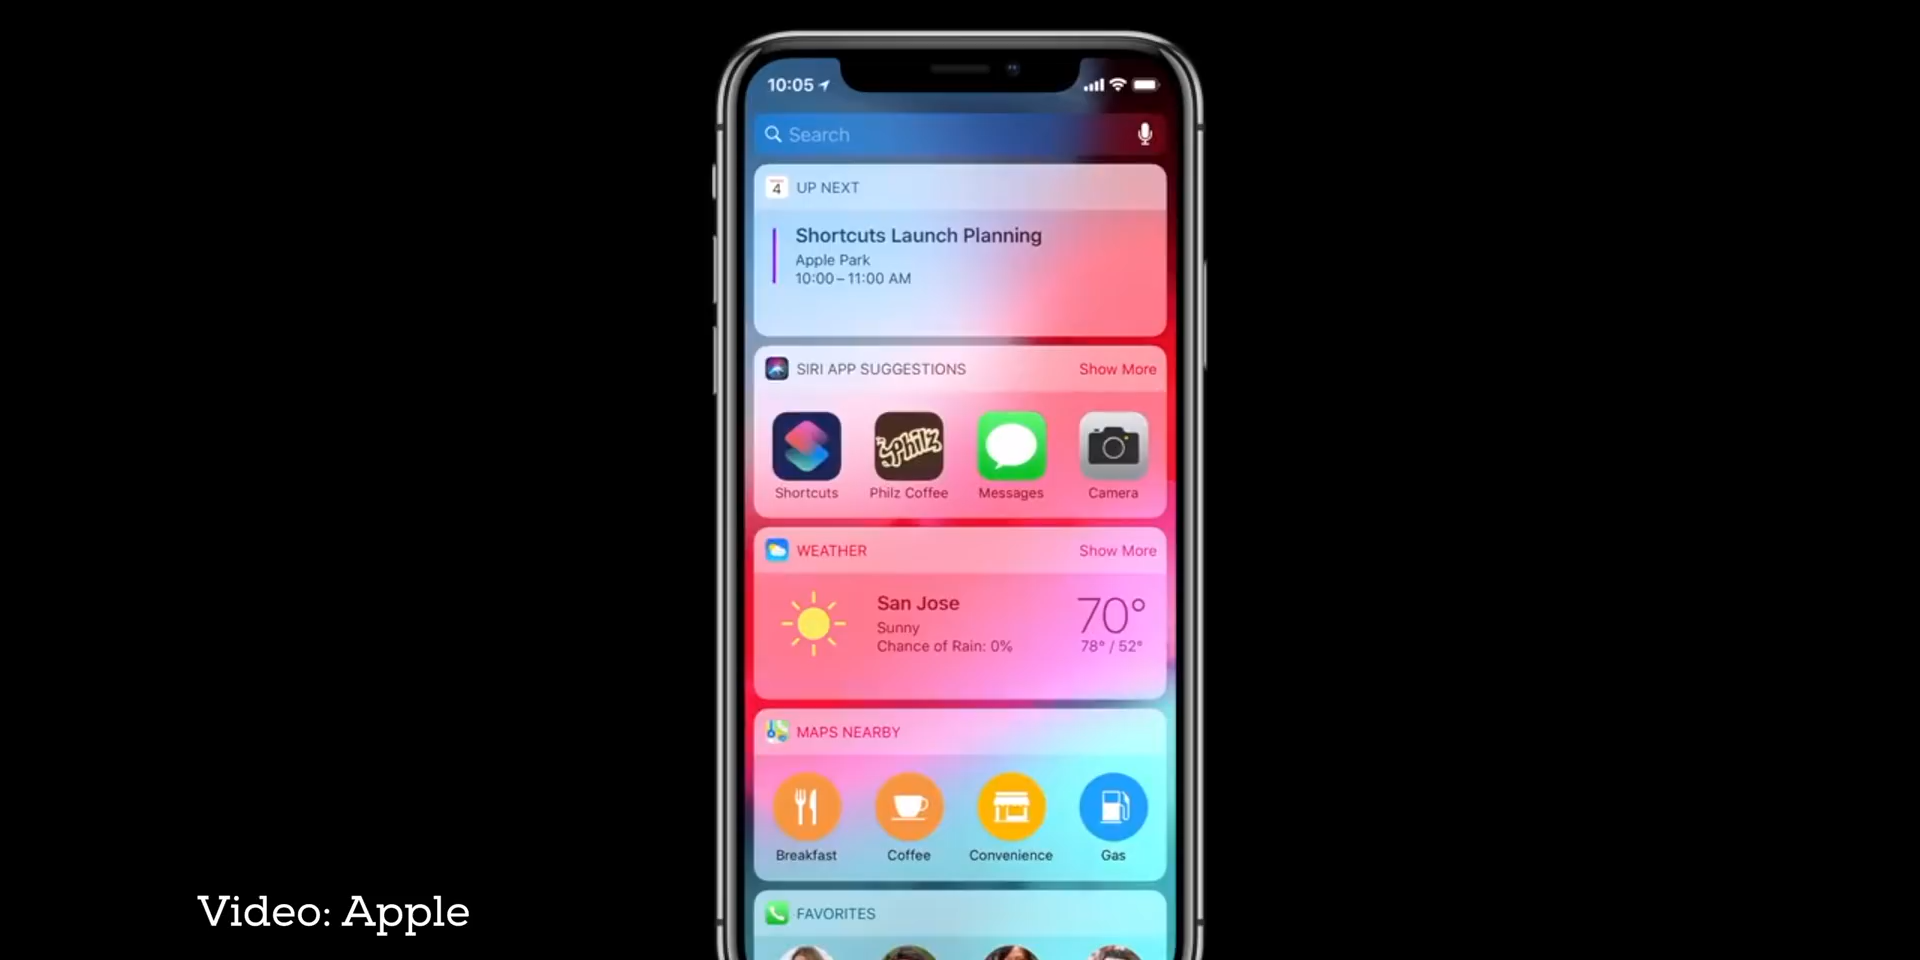 10:05
Search
4 UP NEXT
Shortcuts Launch Planning
Apple Park
10:00 – 11:00 AM
SIRI APP SUGGESTIONS Show More
Philz
Shortcuts Philz Coffee Messages Camera
WEATHER Show More
San Jose 70°
Sunny
Chance of Rain: 0% 78° / 52°
MAPS NEARBY
Breakfast Coffee Convenience Gas
FAVORITES
Video: Apple